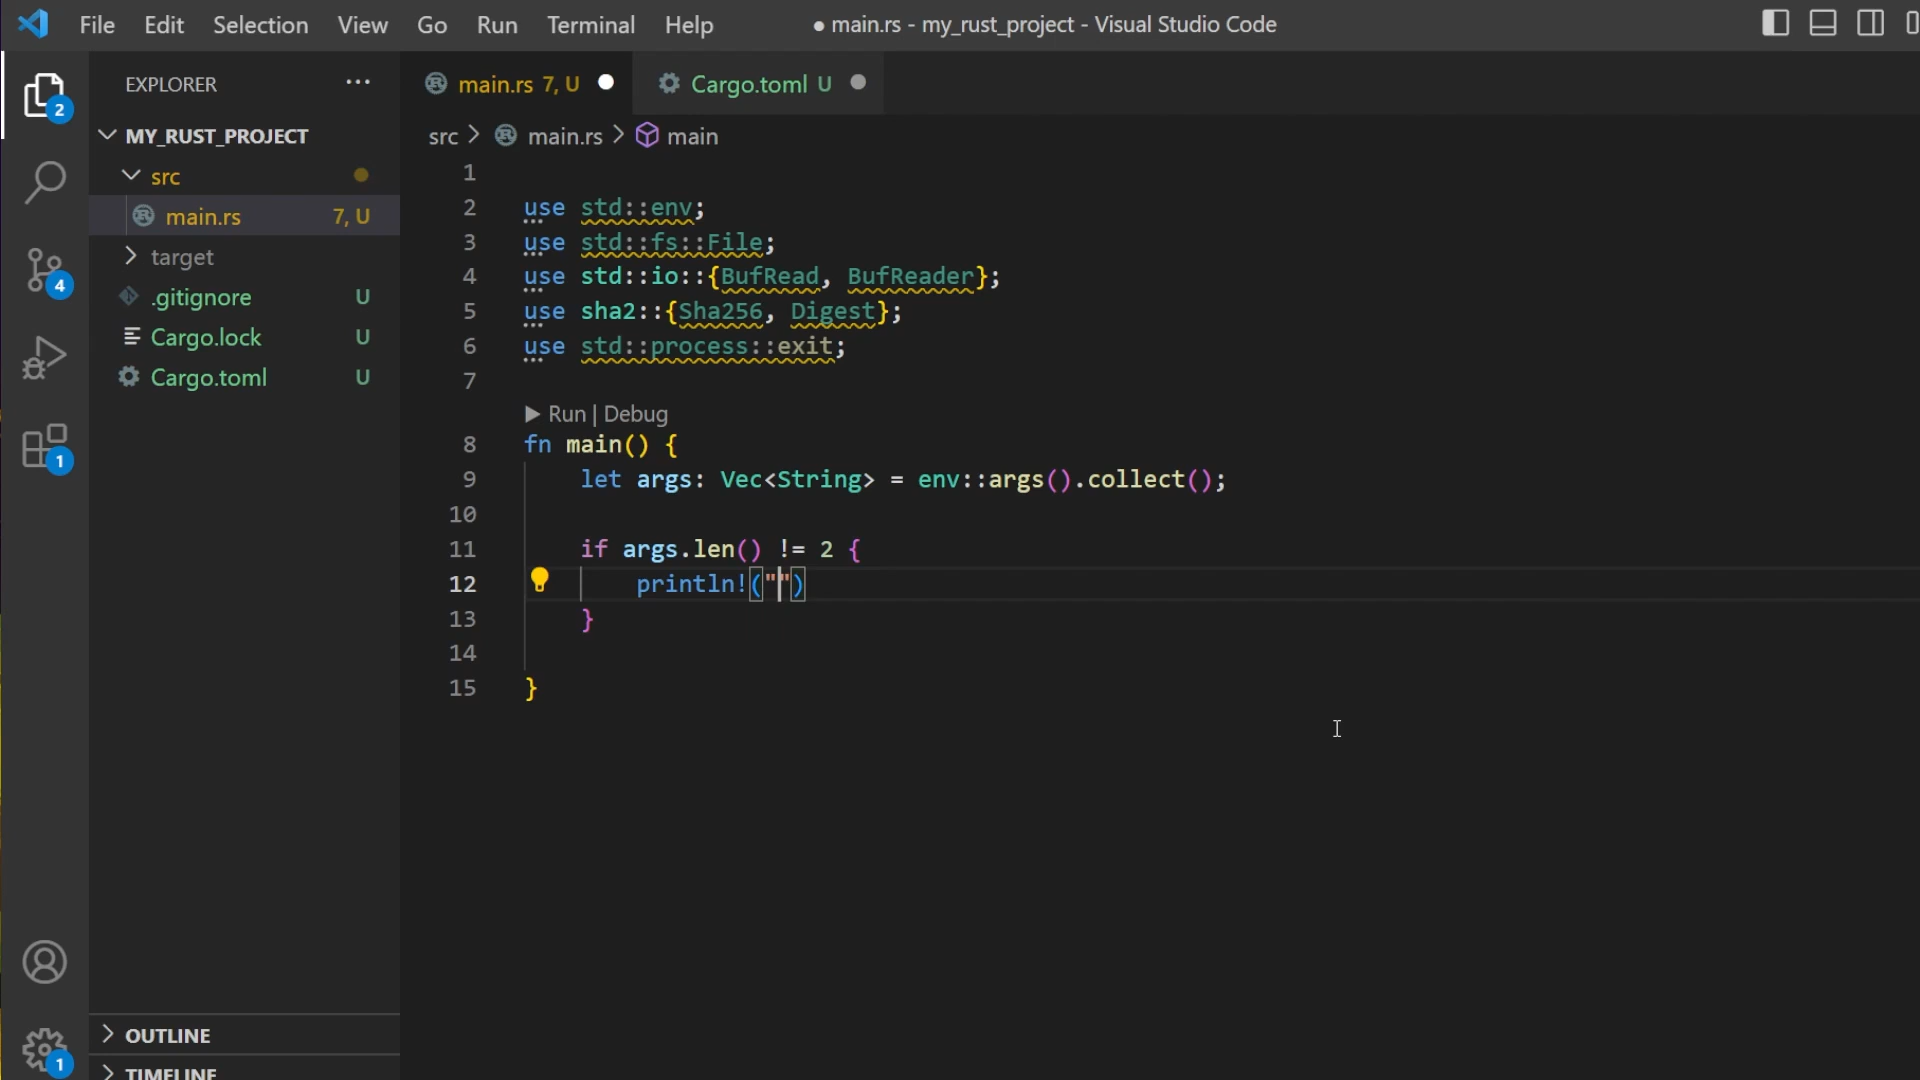 File Edit Selection View Go Run Terminal Help ● main.rs - my_rust_project - Visual Studio Code
EXPLORER ···
main.rs 7, U
Cargo.toml U
2
MY_RUST_PROJECT
src > main.rs > main
src
main.rs 7, U
target
.gitignore U
Cargo.lock U
Cargo.toml U
4
1
1
2 use std::env;
3 use std::fs::File;
4 use std::io::{BufRead, BufReader};
5 use sha2::{Sha256, Digest};
6 use std::process::exit;
7
Run | Debug
8 fn main() {
9 let args: Vec<String> = env::args().collect();
10
11 if args.len() != 2 {
12 println!("")
13 }
14
15 }
OUTLINE
1
TIMELINE